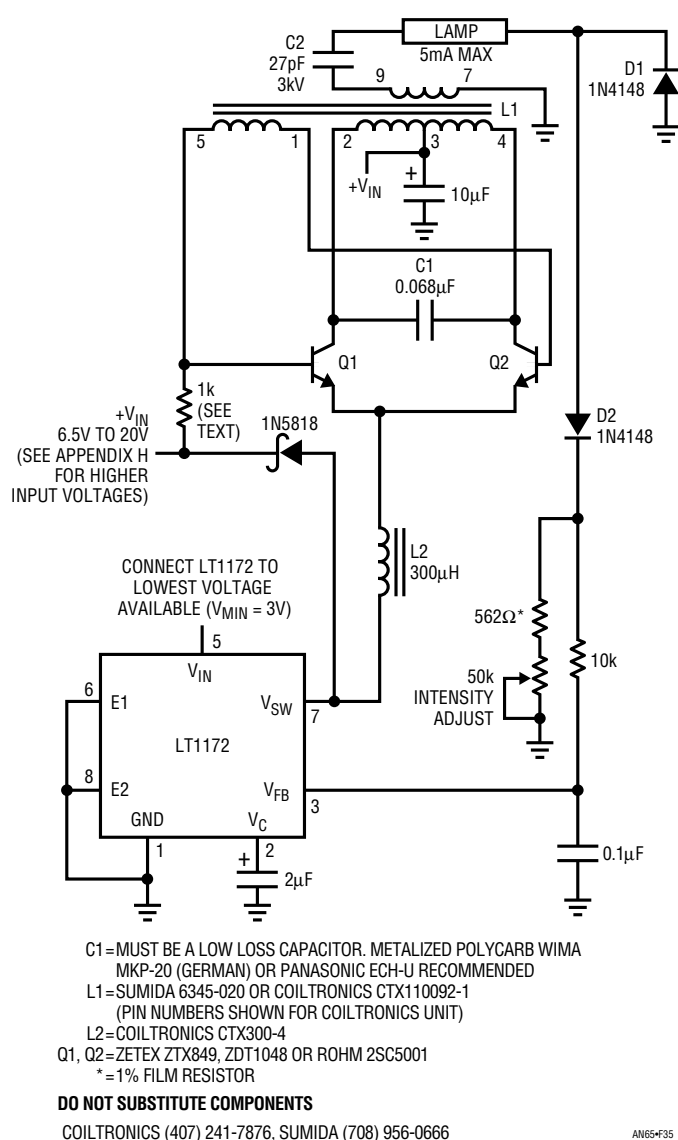 LAMP
5mA MAX
C2
27pF
3kV
9
7
D1
1N4148
L1
5
1
2
3
4
+VIN
+
10µF
C1
0.068µF
Q1
Q2
1k
(SEE
TEXT)
1N5818
+VIN
6.5V TO 20V
(SEE APPENDIX H
FOR HIGHER
INPUT VOLTAGES)
D2
1N4148
L2
300µH
CONNECT LT1172 TO
LOWEST VOLTAGE
AVAILABLE (VMIN = 3V)
562Ω*
50k
INTENSITY
ADJUST
10k
5
VIN
6
E1
VSW
7
LT1172
8
E2
VFB
3
GND
VC
1
2
+
2µF
0.1µF
C1=MUST BE A LOW LOSS CAPACITOR. METALIZED POLYCARB WIMA
MKP-20 (GERMAN) OR PANASONIC ECH-U RECOMMENDED
L1=SUMIDA 6345-020 OR COILTRONICS CTX110092-1
(PIN NUMBERS SHOWN FOR COILTRONICS UNIT)
L2=COILTRONICS CTX300-4
Q1, Q2=ZETEX ZTX849, ZDT1048 OR ROHM 2SC5001
*=1% FILM RESISTOR
DO NOT SUBSTITUTE COMPONENTS
COILTRONICS (407) 241-7876, SUMIDA (708) 956-0666
AN65•F35